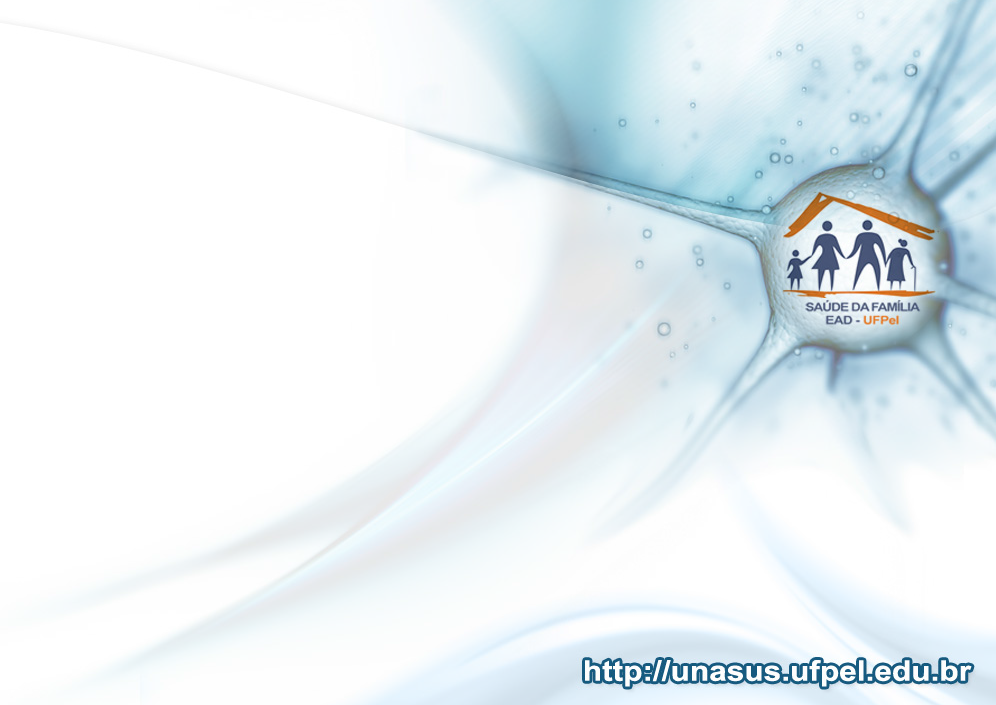 SAÚDE DA FAMÍLIA
EAD - UFPel
http://unasus.ufpel.edu.br